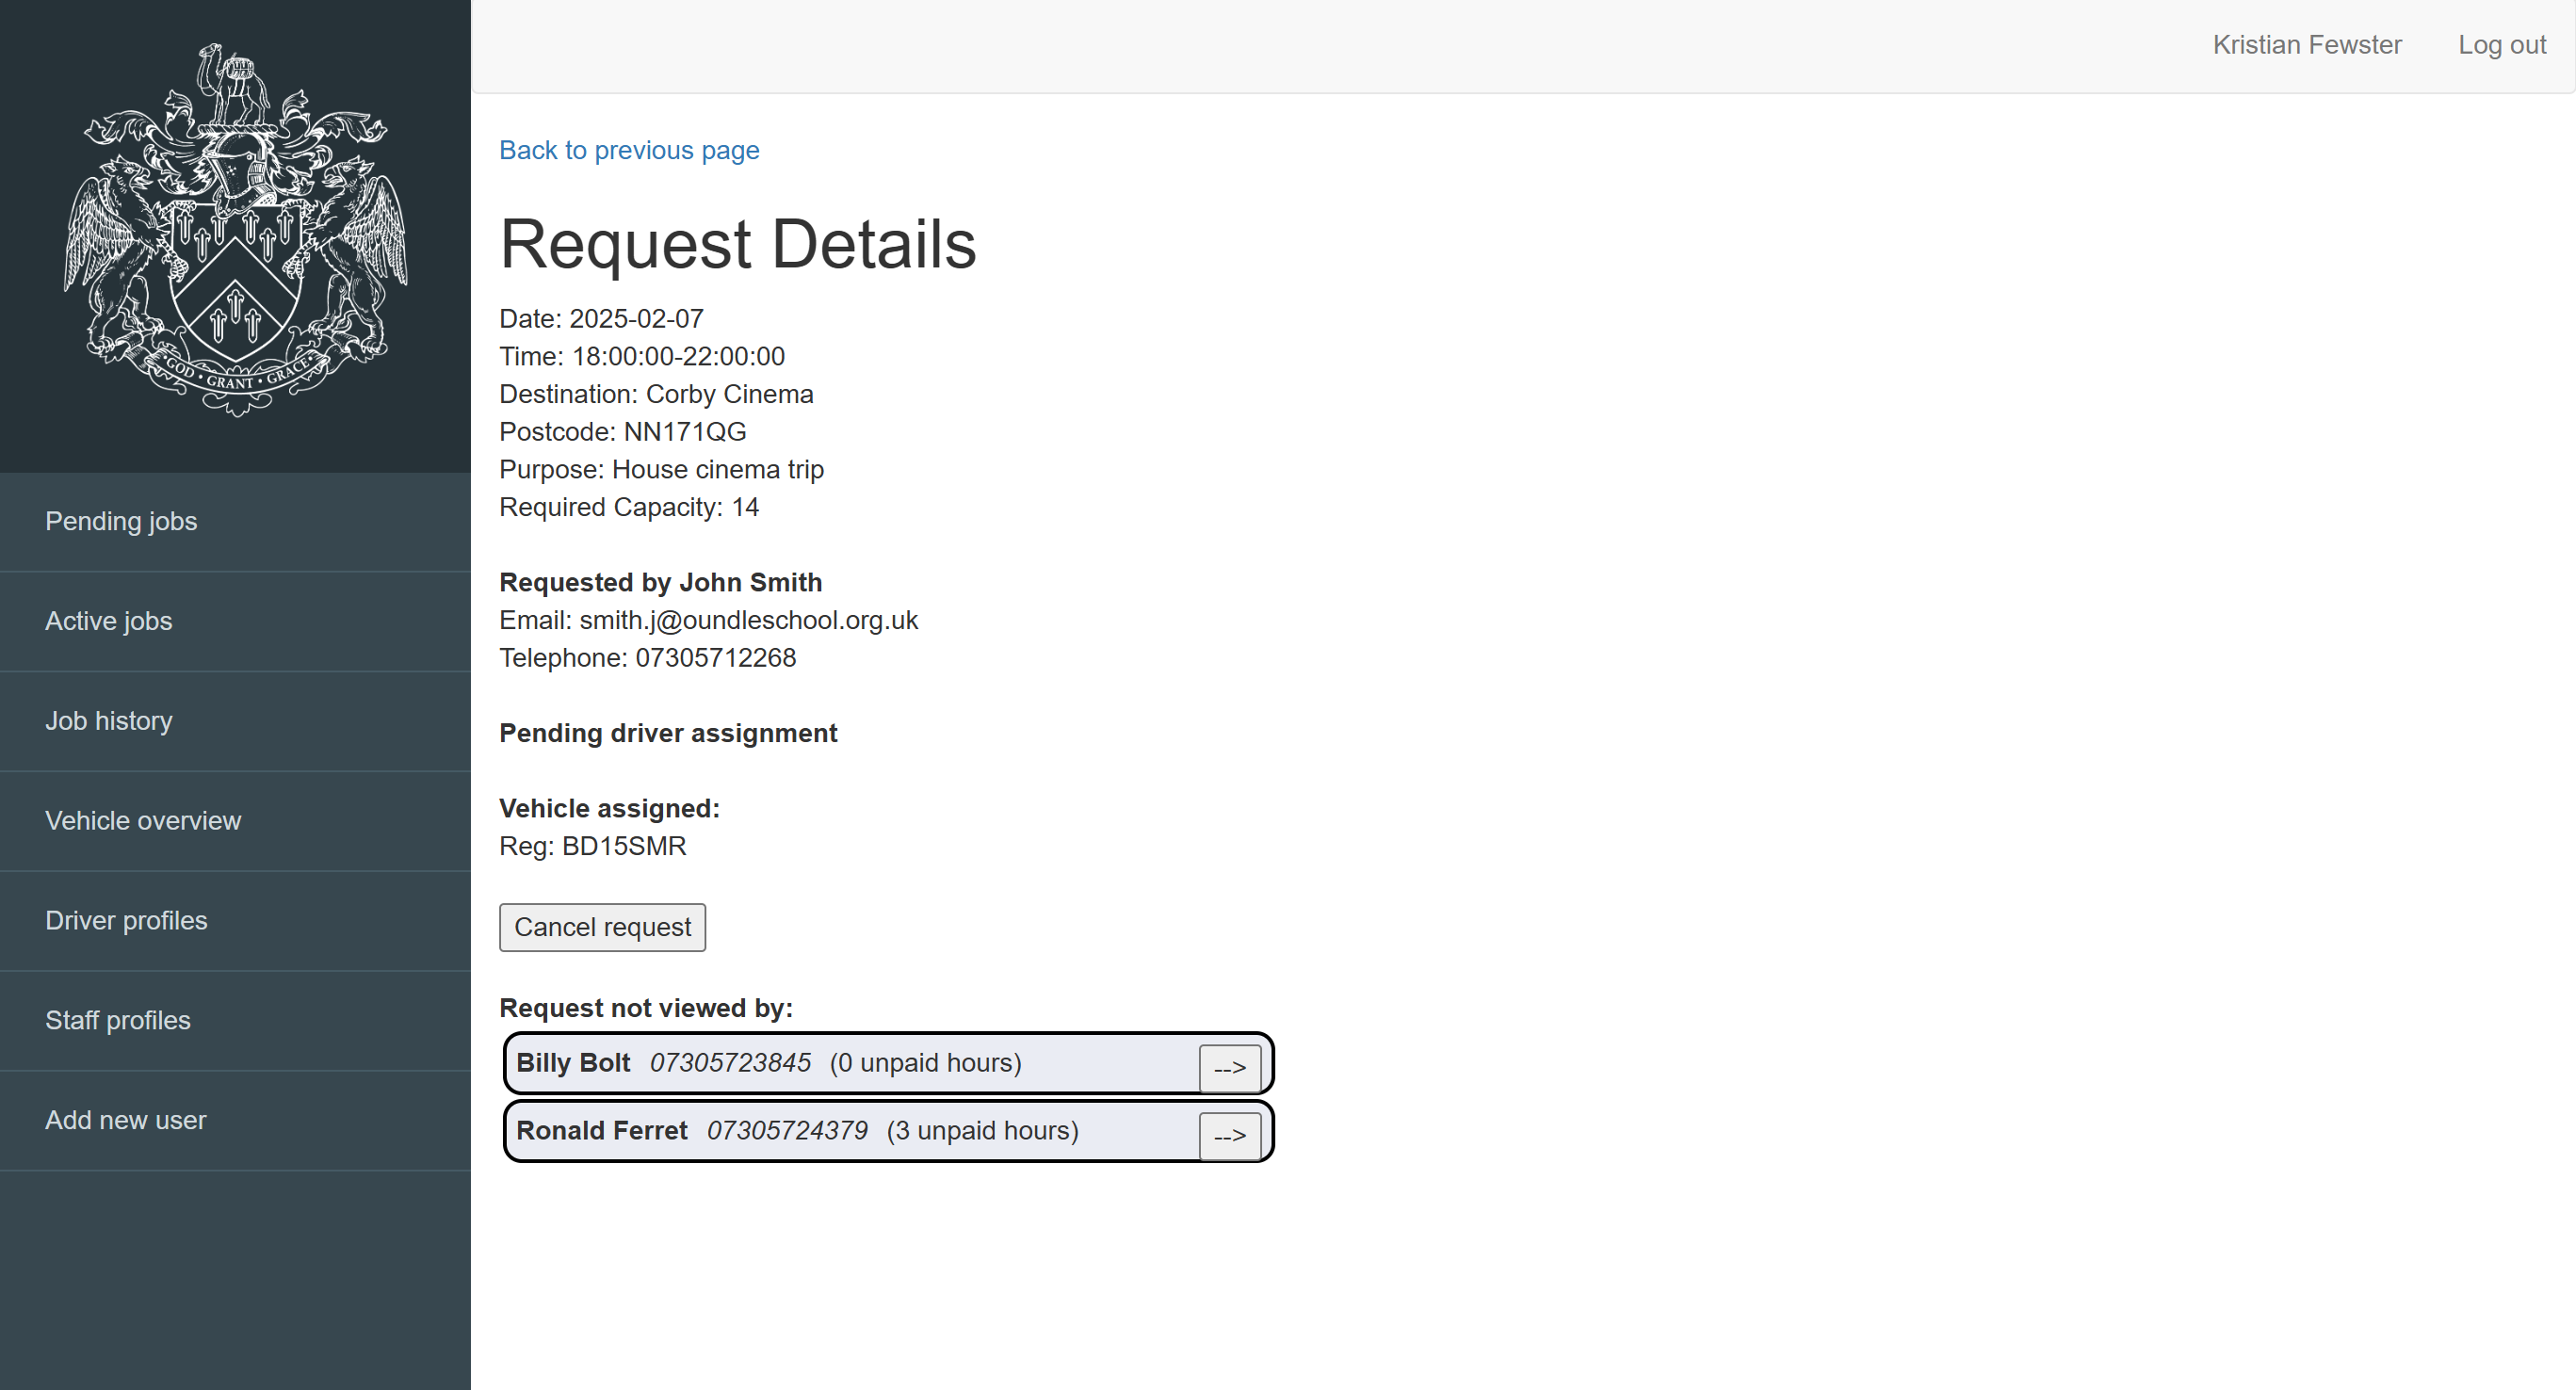 Kristian Fewster Log out
GOD • GRANT • GRACE
Pending jobs
Active jobs
Job history
Vehicle overview
Driver profiles
Staff profiles
Add new user
Back to previous page
Request Details
Date: 2025-02-07
Time: 18:00:00-22:00:00
Destination: Corby Cinema
Postcode: NN171QG
Purpose: House cinema trip
Required Capacity: 14
Requested by John Smith
Email: smith.j@oundleschool.org.uk
Telephone: 07305712268
Pending driver assignment
Vehicle assigned:
Reg: BD15SMR
Cancel request
Request not viewed by:
Billy Bolt 07305723845 (0 unpaid hours) -->
Ronald Ferret 07305724379 (3 unpaid hours) -->